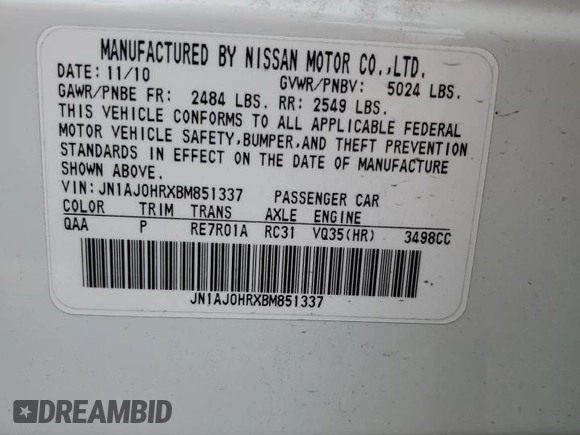 MANUFACTURED BY NISSAN MOTOR CO.,LTD.
DATE: 11/10 GVWR/PNBV: 5024 LBS.
GAWR/PNBE FR: 2484 LBS. RR: 2549 LBS.
THIS VEHICLE CONFORMS TO ALL APPLICABLE FEDERAL
MOTOR VEHICLE SAFETY,BUMPER,AND THEFT PREVENTION
STANDARDS IN EFFECT ON THE DATE OF MANUFACTURE
SHOWN ABOVE.
VIN: JN1AJ0HRXBM851337 PASSENGER CAR
COLOR TRIM TRANS AXLE ENGINE
QAA P RE7R01A RC31 VQ35(HR) 3498CC
JN1AJ0HRXBM851337
DREAMBID